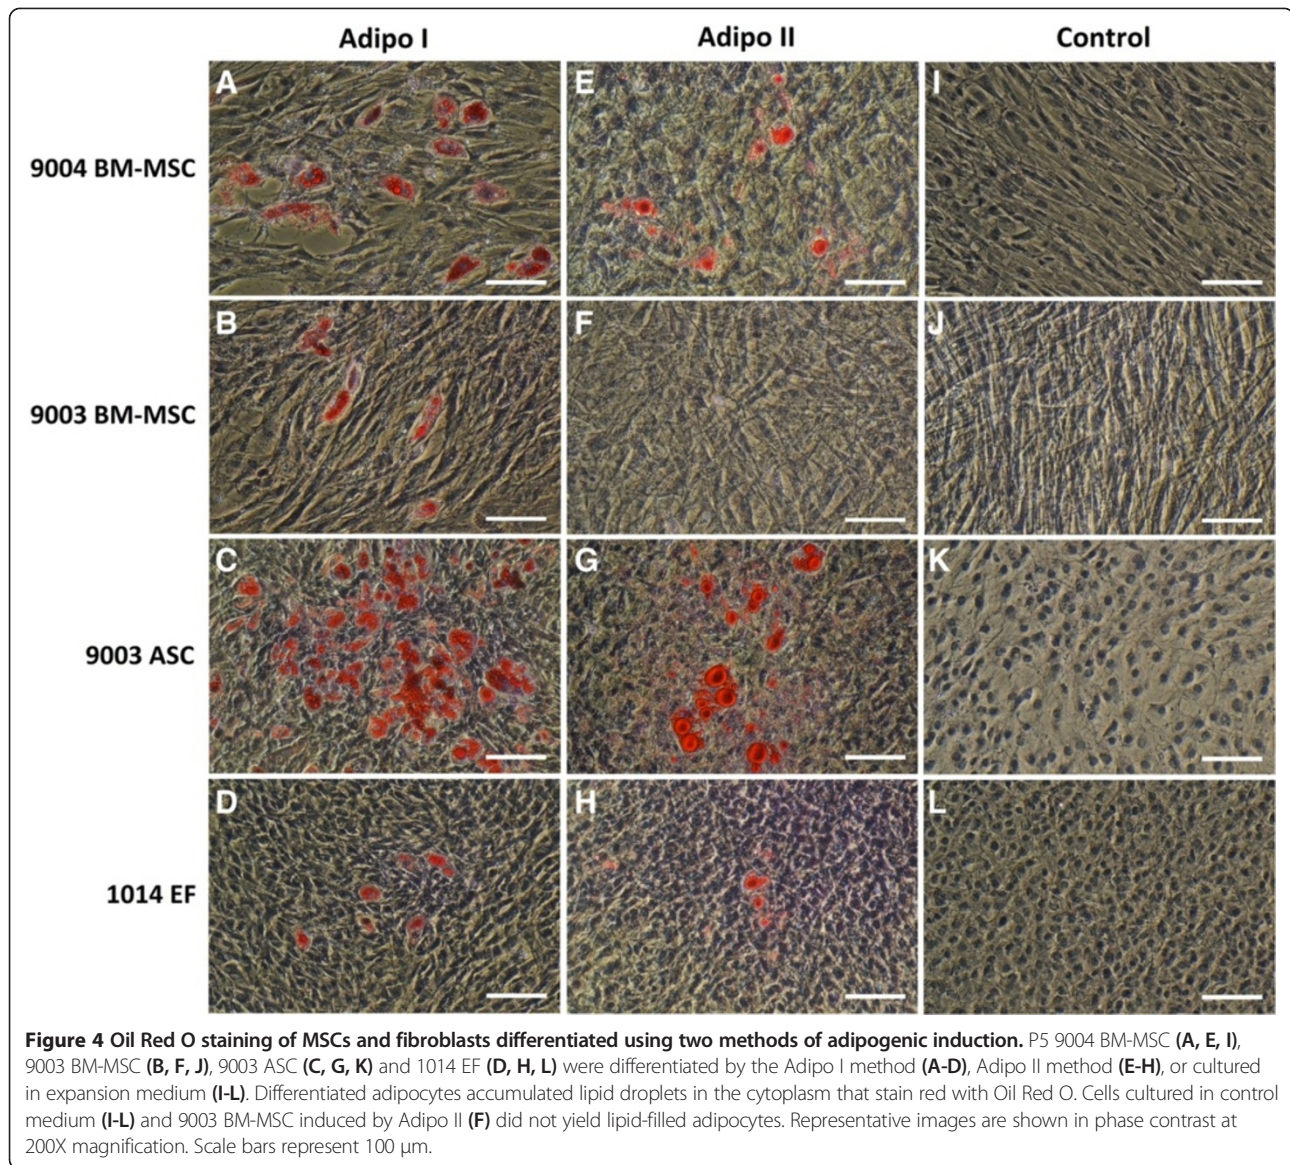 Adipo I Adipo II Control
A E I
9004 BM-MSC
B F J
9003 BM-MSC
C G K
9003 ASC
D H L
1014 EF
Figure 4 Oil Red O staining of MSCs and fibroblasts differentiated using two methods of adipogenic induction. P5 9004 BM-MSC (A, E, I),
9003 BM-MSC (B, F, J), 9003 ASC (C, G, K) and 1014 EF (D, H, L) were differentiated by the Adipo I method (A-D), Adipo II method (E-H), or cultured
in expansion medium (I-L). Differentiated adipocytes accumulated lipid droplets in the cytoplasm that stain red with Oil Red O. Cells cultured in control
medium (I-L) and 9003 BM-MSC induced by Adipo II (F) did not yield lipid-filled adipocytes. Representative images are shown in phase contrast at
200X magnification. Scale bars represent 100 μm.